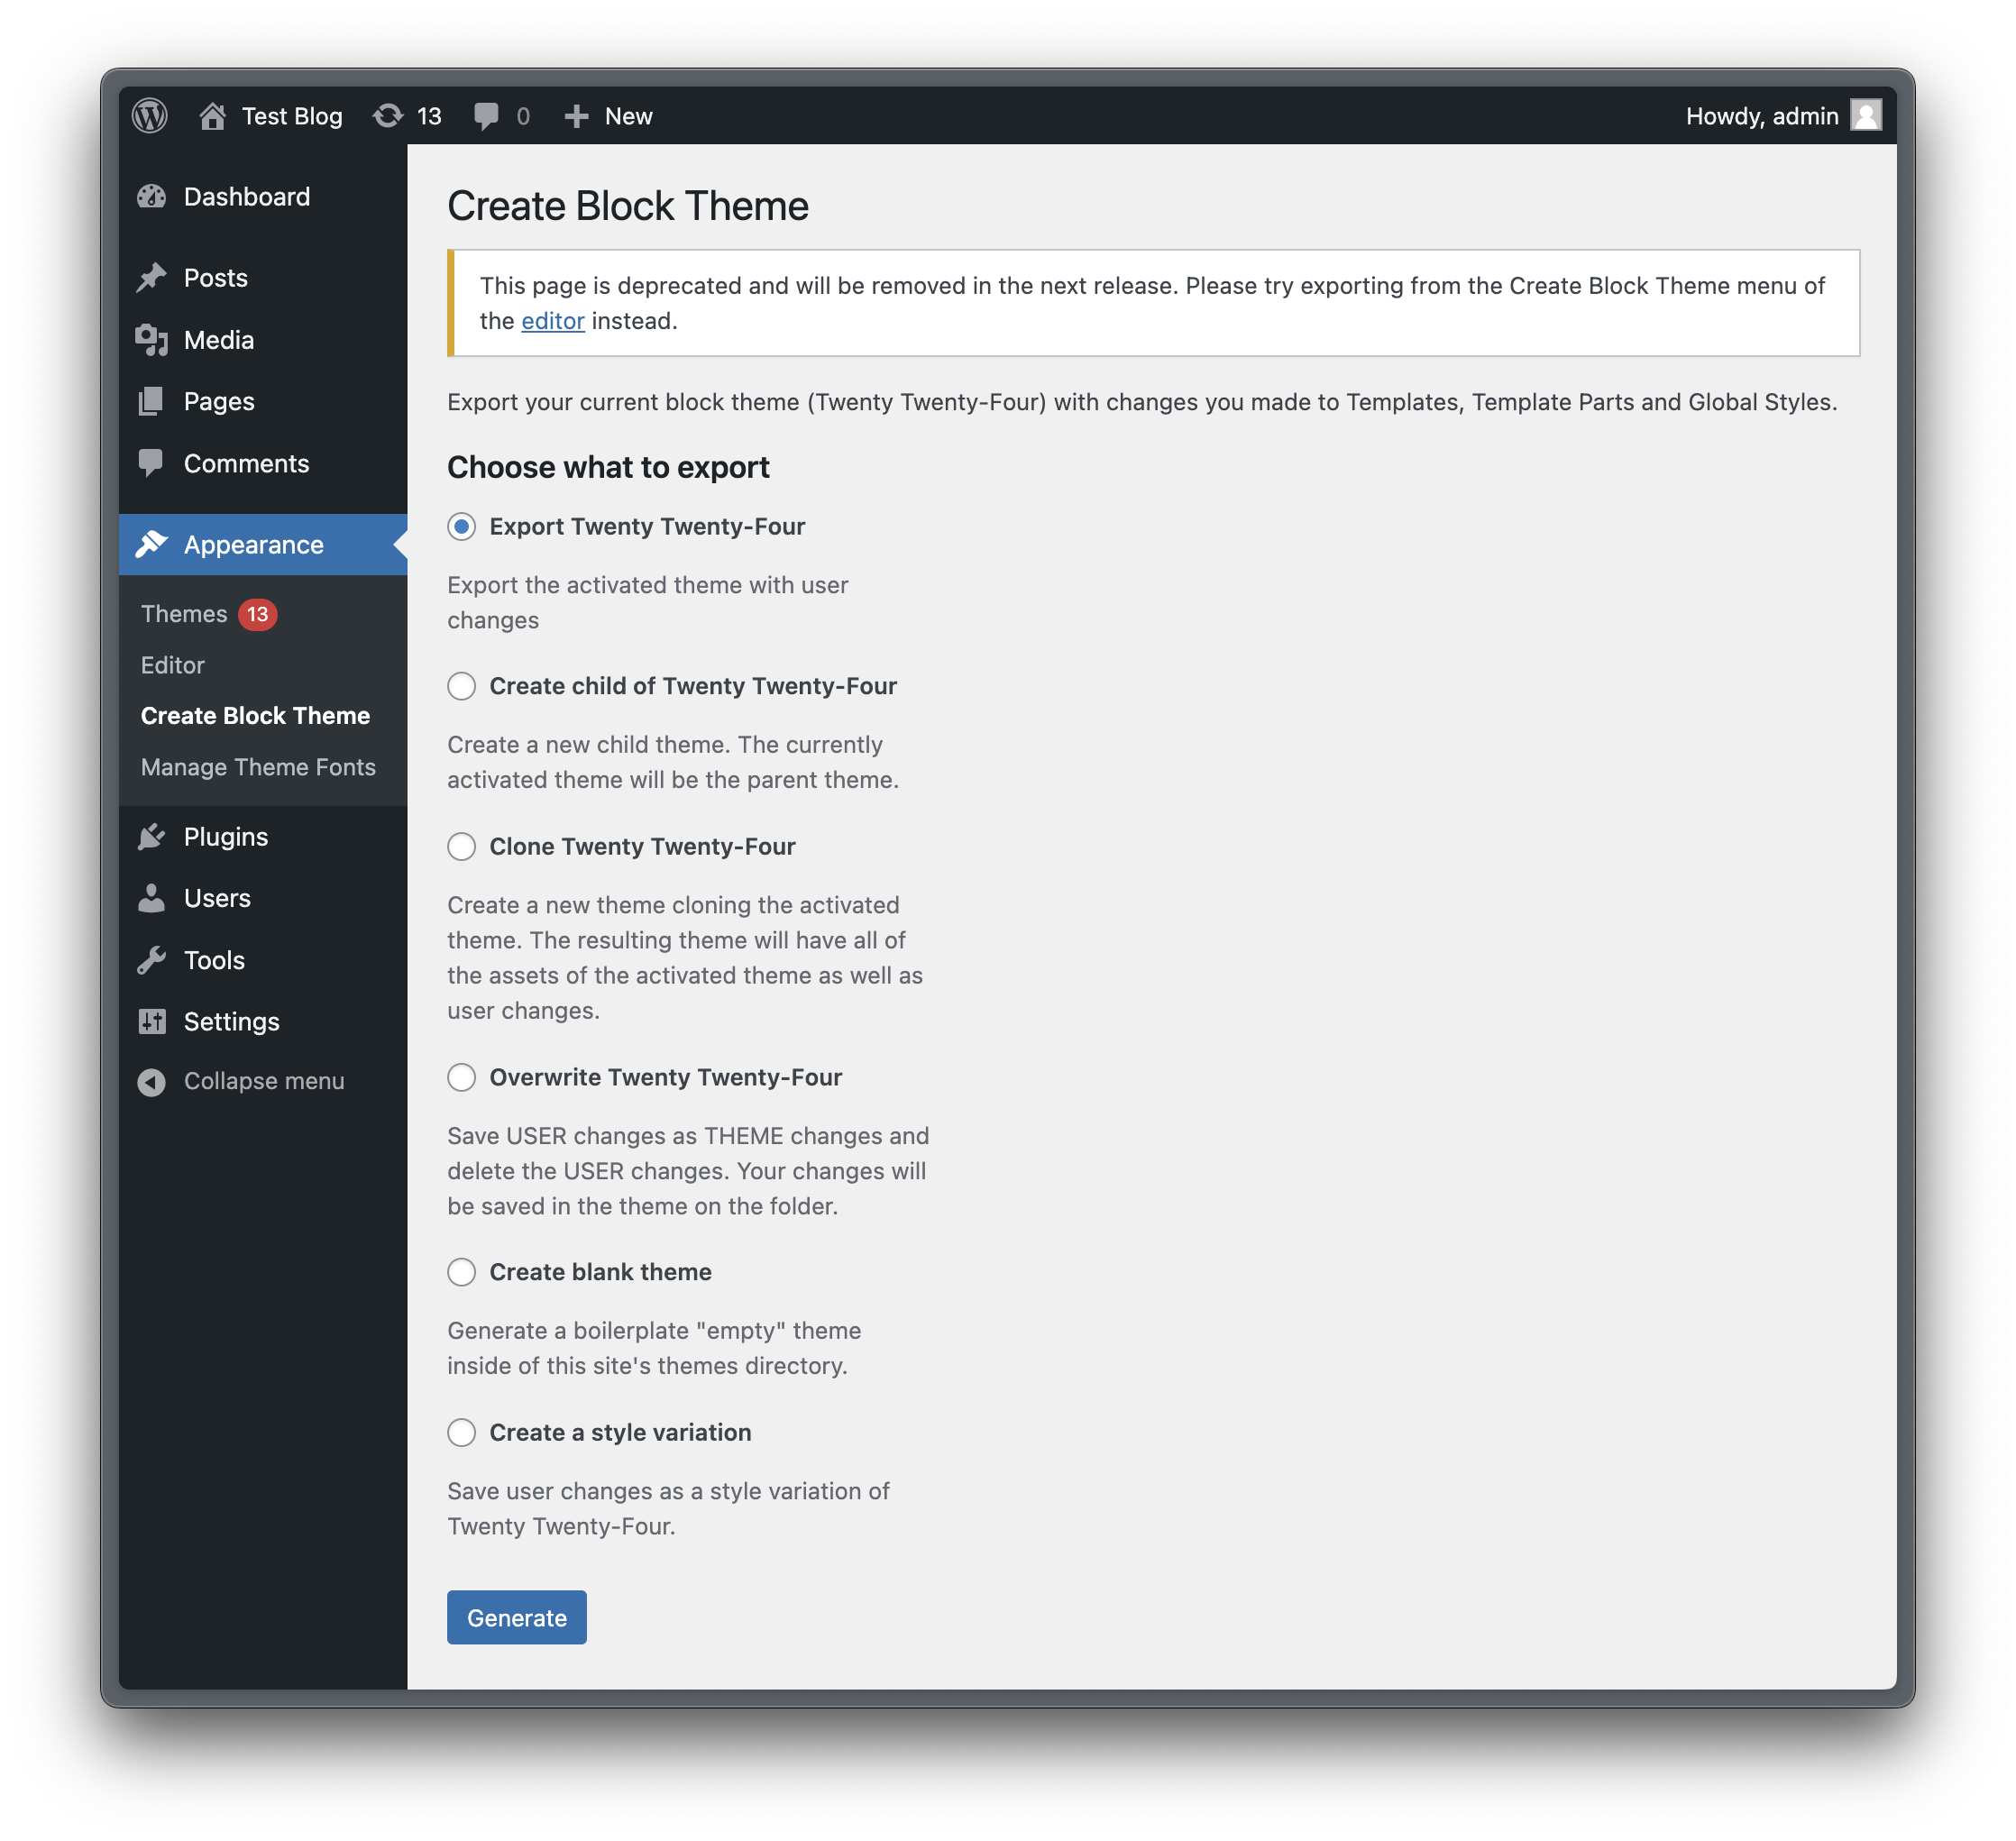 Test Blog 13 0 New Howdy, admin
Dashboard
Posts
Media
Pages
Comments
Appearance
Themes 13
Editor
Create Block Theme
Manage Theme Fonts
Plugins
Users
Tools
Settings
Collapse menu
Create Block Theme
This page is deprecated and will be removed in the next release. Please try exporting from the Create Block Theme menu of
the editor instead.
Export your current block theme (Twenty Twenty-Four) with changes you made to Templates, Template Parts and Global Styles.
Choose what to export
Export Twenty Twenty-Four
Export the activated theme with user
changes
Create child of Twenty Twenty-Four
Create a new child theme. The currently
activated theme will be the parent theme.
Clone Twenty Twenty-Four
Create a new theme cloning the activated
theme. The resulting theme will have all of
the assets of the activated theme as well as
user changes.
Overwrite Twenty Twenty-Four
Save USER changes as THEME changes and
delete the USER changes. Your changes will
be saved in the theme on the folder.
Create blank theme
Generate a boilerplate "empty" theme
inside of this site's themes directory.
Create a style variation
Save user changes as a style variation of
Twenty Twenty-Four.
Generate